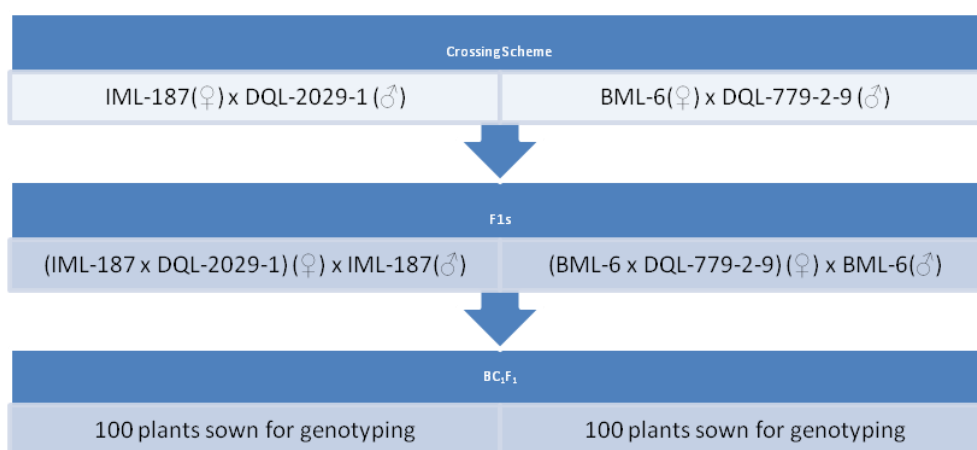 CrossingScheme
IML-187(♀) x DQL-2029-1 (♂)
BML-6(♀) x DQL-779-2-9 (♂)
F1s
(IML-187 x DQL-2029-1) (♀) x IML-187(♂)
(BML-6 x DQL-779-2-9) (♀) x BML-6(♂)
BC₁F₁
100 plants sown for genotyping
100 plants sown for genotyping